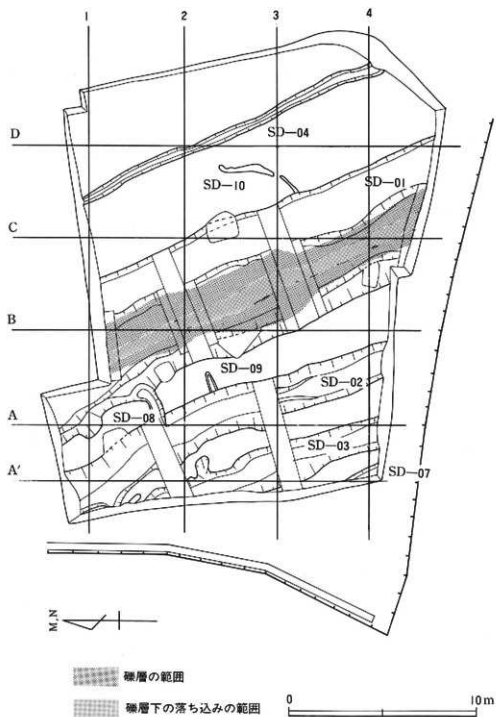 1 2 3 4
D
SD—04
SD—10
SD—01
C
B
SD—09
SD—02
A
SD—08
SD—03
A'
SD—07
M,N
礫層の範囲
礫層下の落ち込みの範囲
0 10m